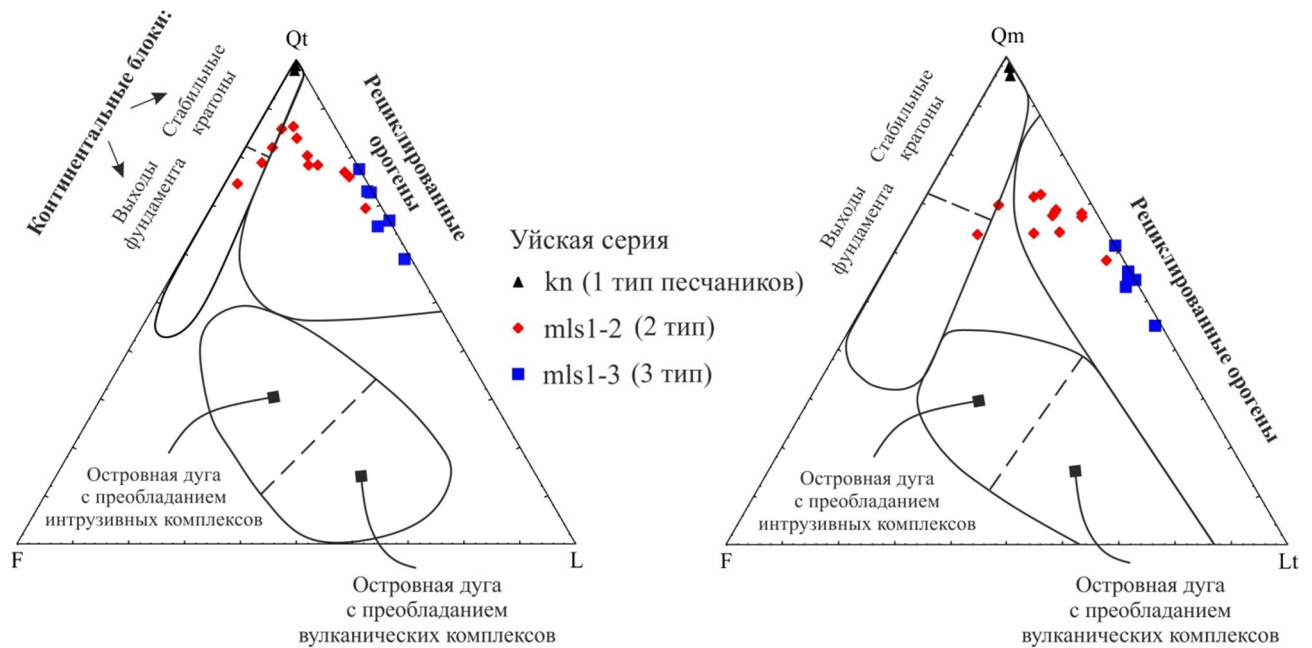 Qt
Континентальные блоки:
Стабильные
кратоны
Выходы
фундамента
Рециклированные
орогены
Островная дуга
с преобладанием
интрузивных комплексов
F
L
Островная дуга
с преобладанием
вулканических комплексов
Уйская серия
kn (1 тип песчаников)
mls1-2 (2 тип)
mls1-3 (3 тип)
Qm
Стабильные
кратоны
Выходы
фундамента
Рециклированные орогены
Островная дуга
с преобладанием
интрузивных комплексов
F
Lt
Островная дуга
с преобладанием
вулканических комплексов